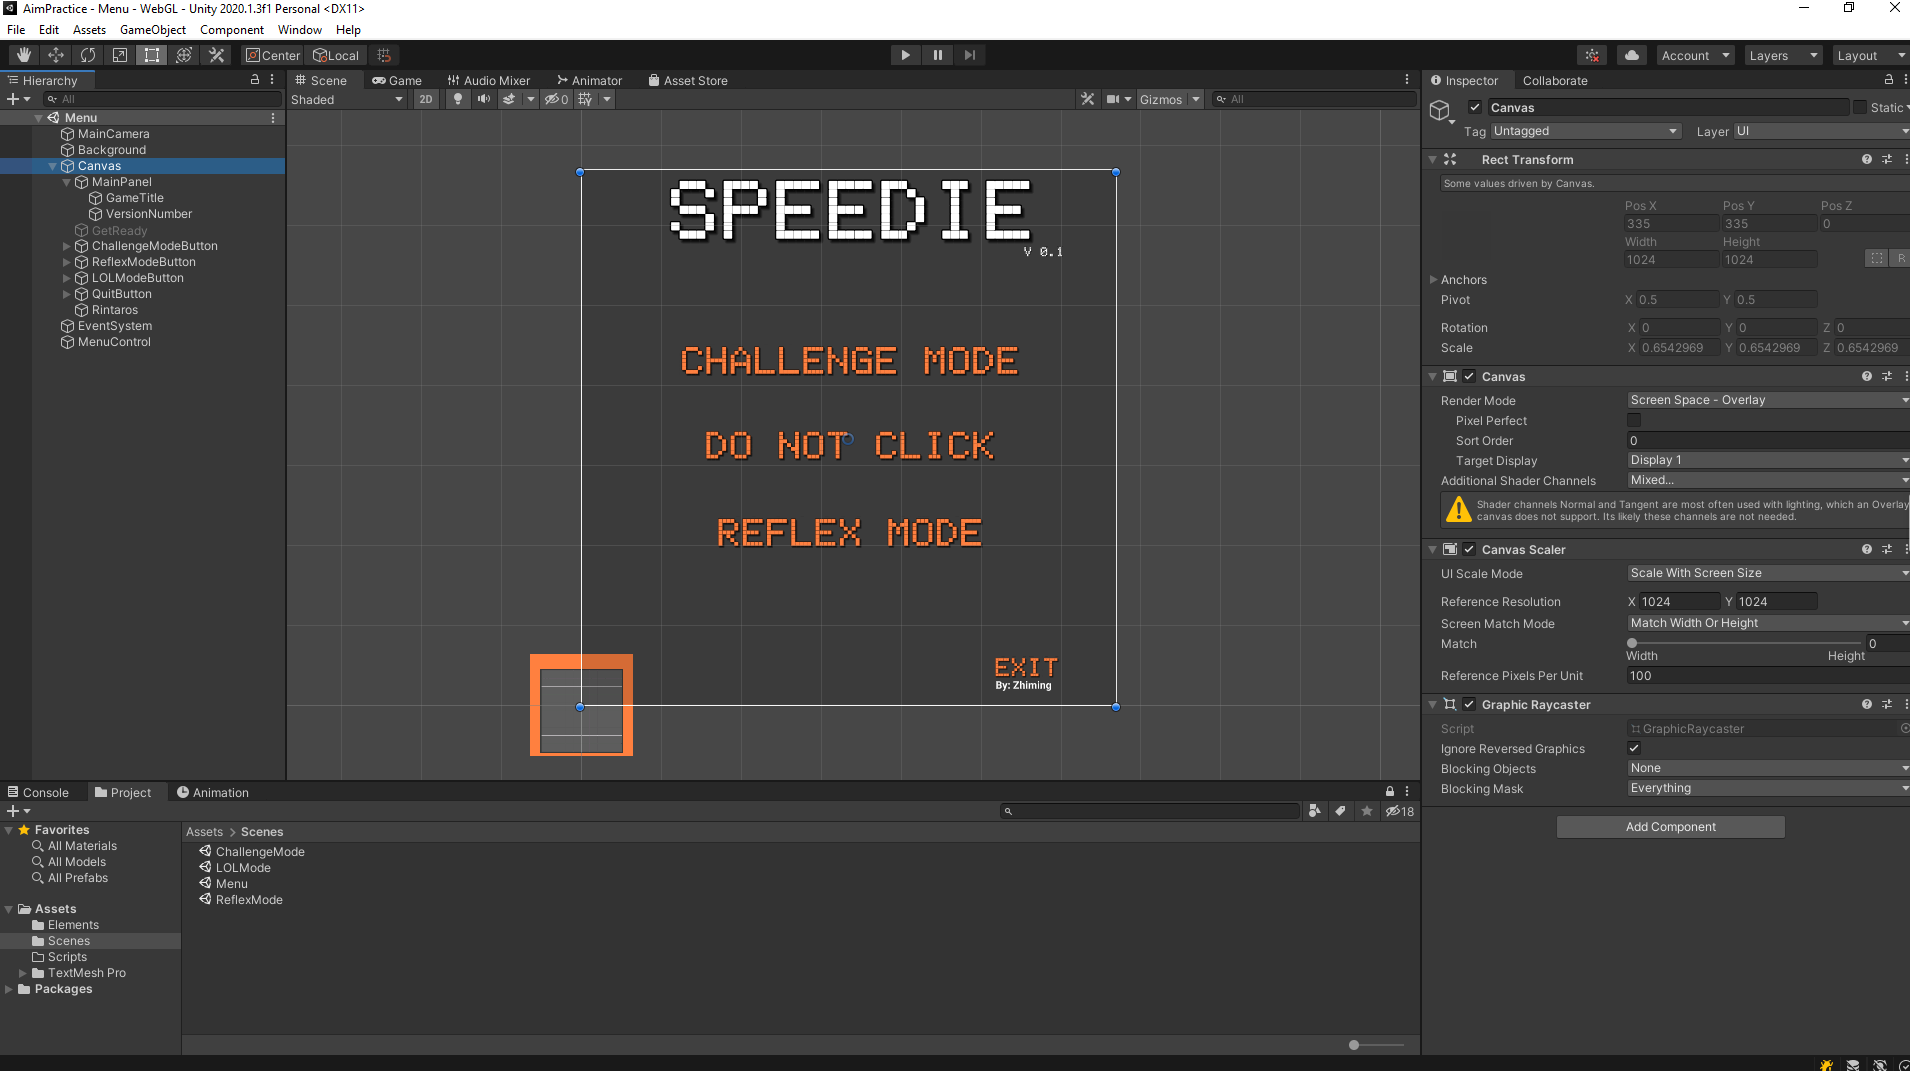 AimPractice - Menu - WebGL - Unity 2020.1.3f1 Personal <DX11>
File Edit Assets GameObject Component Window Help
Center Local Account Layers Layout
Hierarchy
All
Menu
MainCamera
Background
Canvas
MainPanel
GameTitle
VersionNumber
GetReady
ChallengeModeButton
ReflexModeButton
LOLModeButton
QuitButton
Rintaros
EventSystem
MenuControl
Scene Game Audio Mixer Animator Asset Store
Shaded 2D 0 Gizmos All
SPEEDIE
V 0.1
CHALLENGE MODE
DO NOT CLICK
REFLEX MODE
EXIT
By: Zhiming
Inspector Collaborate
Canvas Static
Tag Untagged Layer UI
Rect Transform
Some values driven by Canvas.
Pos X Pos Y Pos Z
335 335 0
Width Height
1024 1024 R
Anchors
Pivot X 0.5 Y 0.5
Rotation X 0 Y 0 Z 0
Scale X 0.6542969 Y 0.6542969 Z 0.6542969
Canvas
Render Mode Screen Space - Overlay
Pixel Perfect
Sort Order 0
Target Display Display 1
Additional Shader Channels Mixed...
Shader channels Normal and Tangent are most often used with lighting, which an Overlay
canvas does not support. Its likely these channels are not needed.
Canvas Scaler
UI Scale Mode Scale With Screen Size
Reference Resolution X 1024 Y 1024
Screen Match Mode Match Width Or Height
Match 0
Width Height
Reference Pixels Per Unit 100
Graphic Raycaster
Script GraphicRaycaster
Ignore Reversed Graphics
Blocking Objects None
Blocking Mask Everything
Add Component
Console Project Animation
18
Favorites
All Materials
All Models
All Prefabs
Assets
Elements
Scenes
Scripts
TextMesh Pro
Packages
Assets > Scenes
ChallengeMode
LOLMode
Menu
ReflexMode